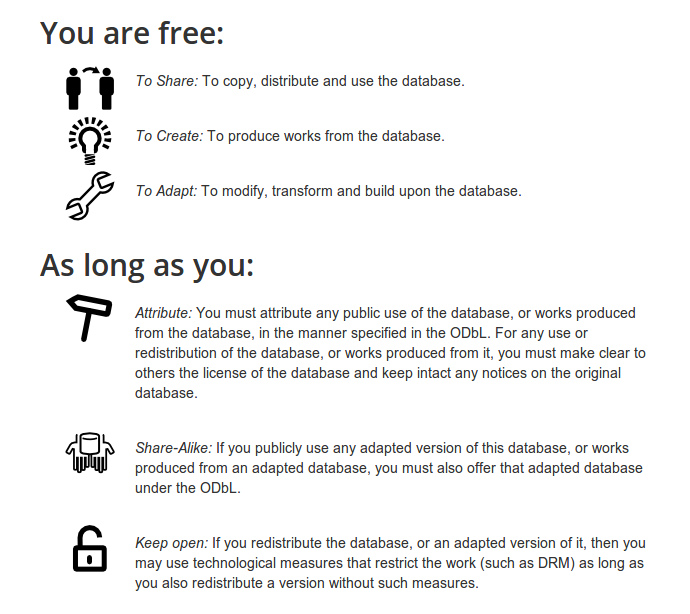 You are free:
To Share: To copy, distribute and use the database.
To Create: To produce works from the database.
To Adapt: To modify, transform and build upon the database.
As long as you:
Attribute: You must attribute any public use of the database, or works produced
from the database, in the manner specified in the ODbL. For any use or
redistribution of the database, or works produced from it, you must make clear to
others the license of the database and keep intact any notices on the original
database.
Share-Alike: If you publicly use any adapted version of this database, or works
produced from an adapted database, you must also offer that adapted database
under the ODbL.
Keep open: If you redistribute the database, or an adapted version of it, then you
may use technological measures that restrict the work (such as DRM) as long as
you also redistribute a version without such measures.